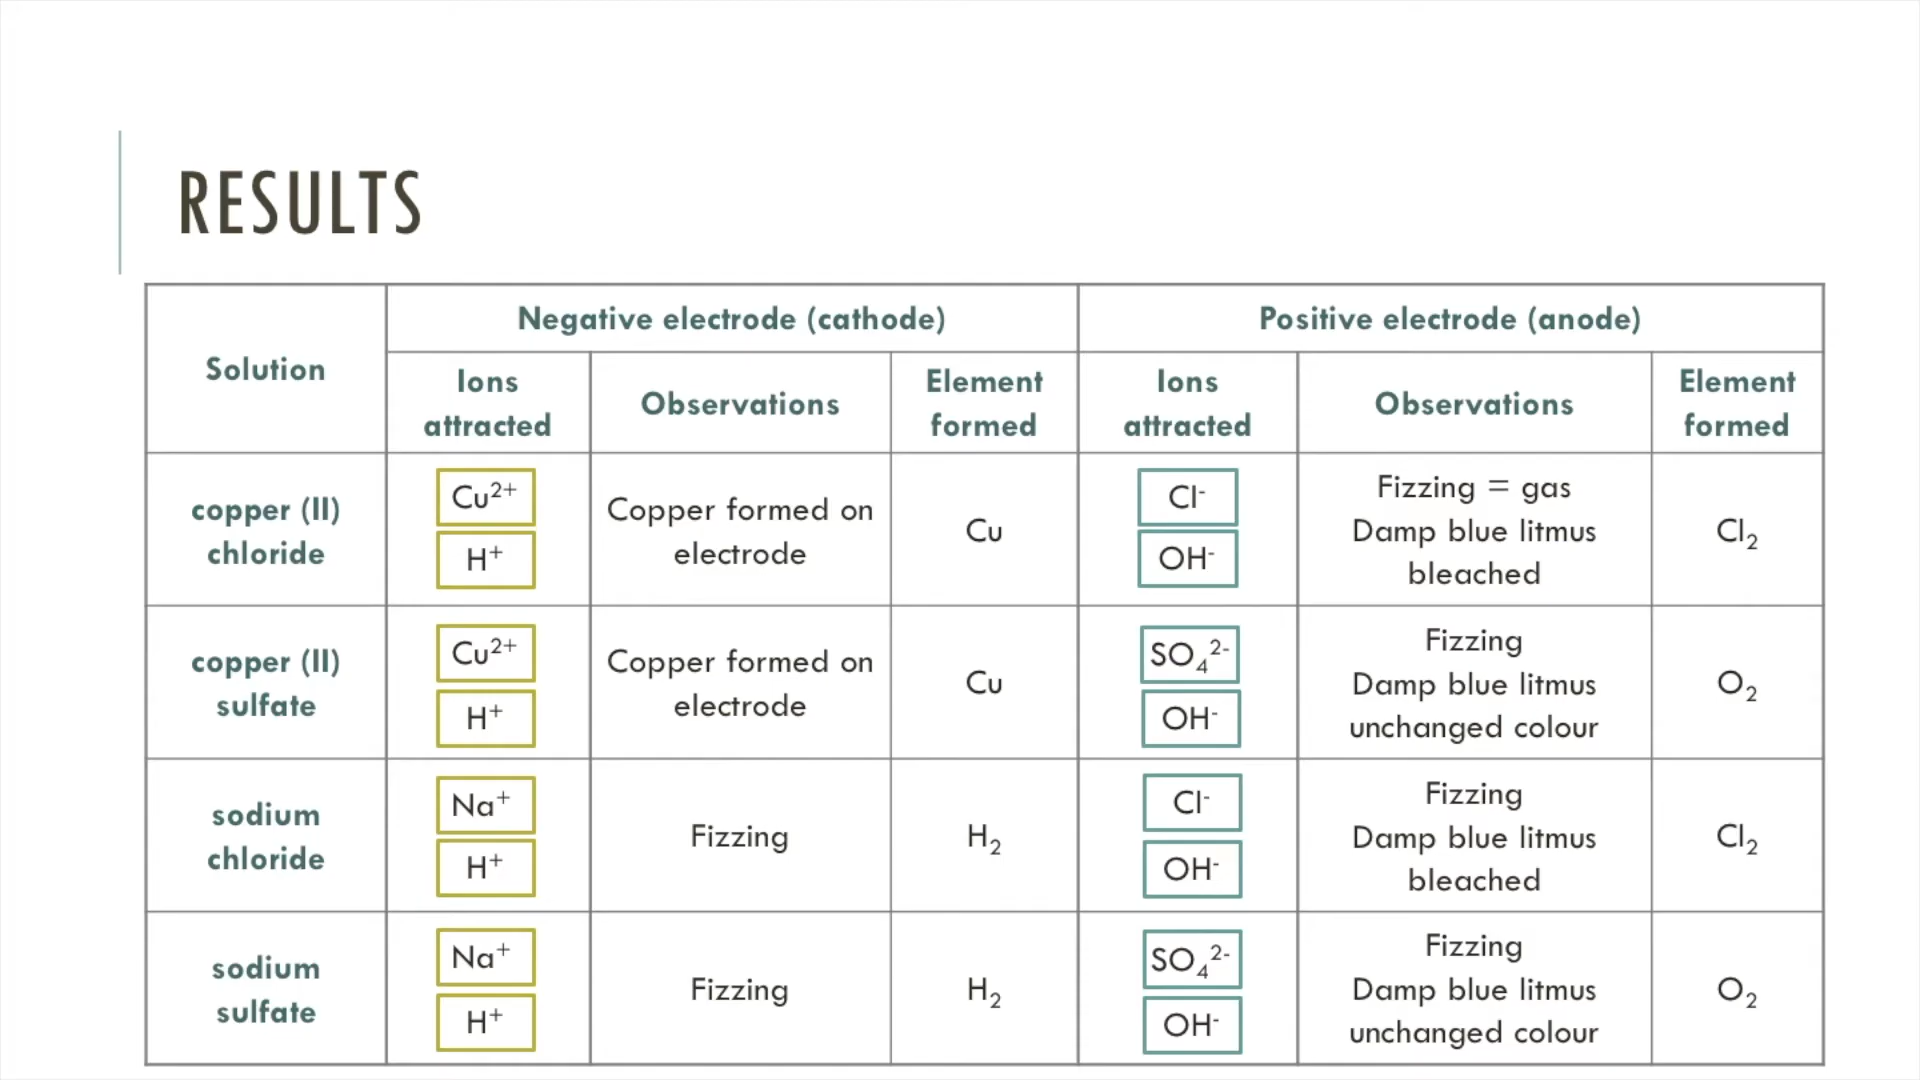 RESULTS
Solution
Negative electrode (cathode)
Positive electrode (anode)
Ions
attracted
Observations
Element
formed
Ions
attracted
Observations
Element
formed
copper (II)
chloride
Cu²⁺
H⁺
Copper formed on
electrode
Cu
Cl⁻
OH⁻
Fizzing = gas
Damp blue litmus
bleached
Cl₂
copper (II)
sulfate
Cu²⁺
H⁺
Copper formed on
electrode
Cu
SO₄²⁻
OH⁻
Fizzing
Damp blue litmus
unchanged colour
O₂
sodium
chloride
Na⁺
H⁺
Fizzing
H₂
Cl⁻
OH⁻
Fizzing
Damp blue litmus
bleached
Cl₂
sodium
sulfate
Na⁺
H⁺
Fizzing
H₂
SO₄²⁻
OH⁻
Fizzing
Damp blue litmus
unchanged colour
O₂